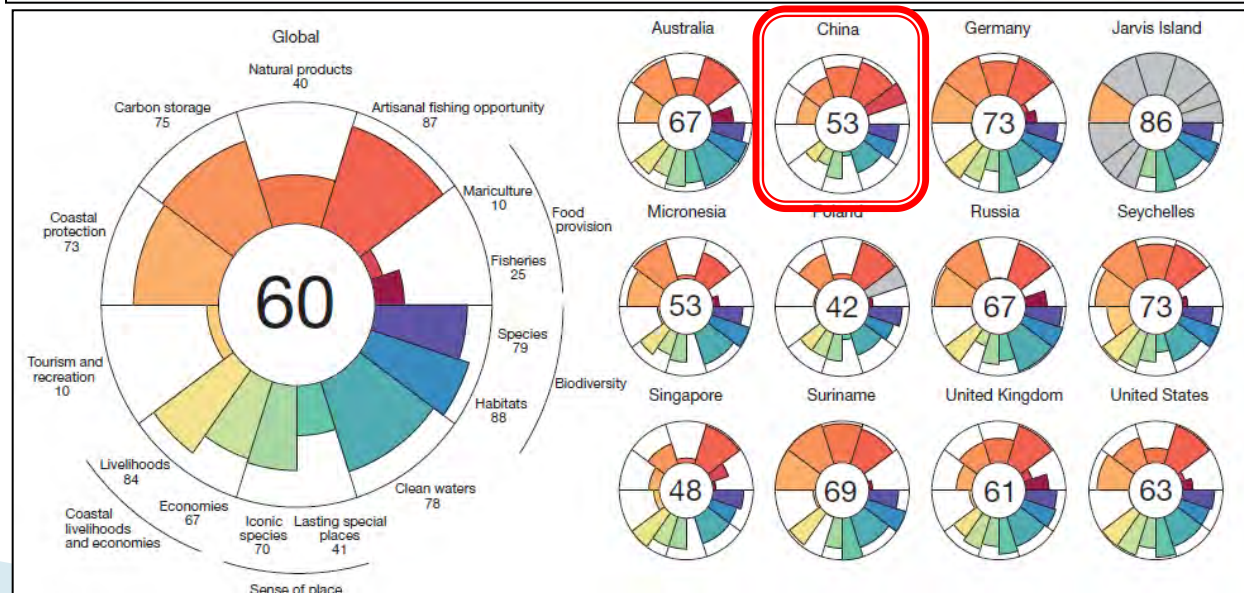 Global
Natural products
40
Carbon storage
75
Artisanal fishing opportunity
87
Mariculture
10
Food
provision
Coastal
protection
73
Fisheries
25
60
Species
79
Tourism and
recreation
10
Biodiversity
Habitats
88
Livelihoods
84
Clean waters
78
Economies
67
Iconic
species
70
Lasting special
places
41
Coastal
livelihoods
and economies
Sense of place
Australia
China
Germany
Jarvis Island
67
53
73
86
Micronesia
Poland
Russia
Seychelles
53
42
67
73
Singapore
Suriname
United Kingdom
United States
48
69
61
63